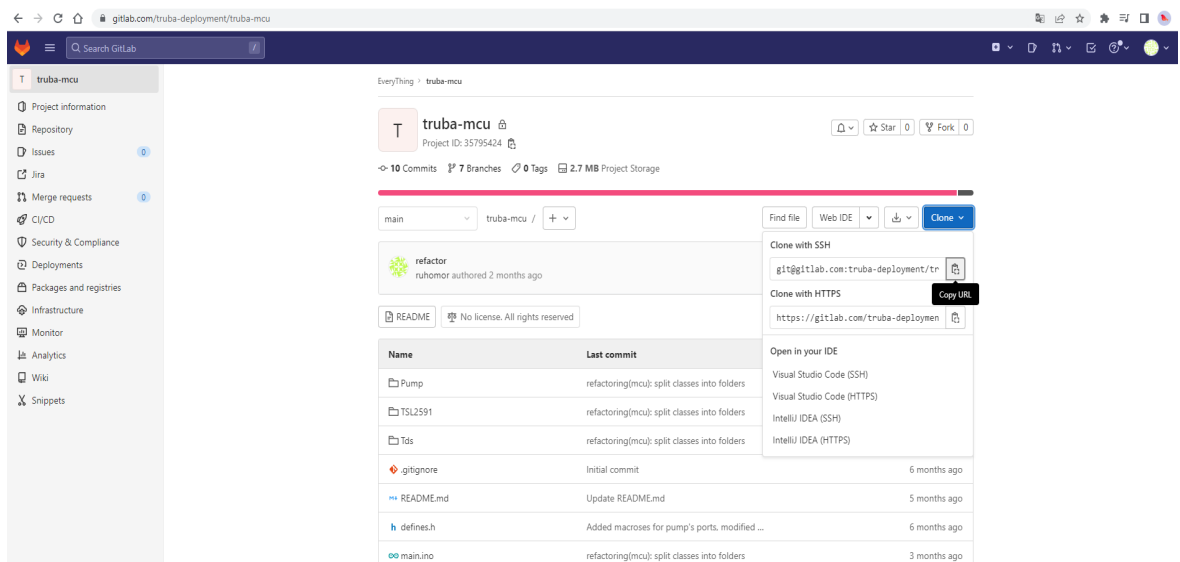 gitlab.com/truba-deployment/truba-mcu
Search GitLab /
T truba-mcu
Project information
Repository
Issues 0
Jira
Merge requests 0
CI/CD
Security & Compliance
Deployments
Packages and registries
Infrastructure
Monitor
Analytics
Wiki
Snippets
EveryThing > truba-mcu
T
truba-mcu
Project ID: 35795424
Star 0 Fork 0
10 Commits 7 Branches 0 Tags 2.7 MB Project Storage
main truba-mcu / + Find file Web IDE Clone
refactor
ruhomor authored 2 months ago
README No license. All rights reserved
Clone with SSH
git@gitlab.com:truba-deployment/tr
Copy URL
Clone with HTTPS
https://gitlab.com/truba-deploymen
Open in your IDE
Visual Studio Code (SSH)
Visual Studio Code (HTTPS)
IntelliJ IDEA (SSH)
IntelliJ IDEA (HTTPS)
Name Last commit
Pump refactoring(mcu): split classes into folders
TSL2591 refactoring(mcu): split classes into folders
Tds refactoring(mcu): split classes into folders
.gitignore Initial commit 6 months ago
M↓ README.md Update README.md 5 months ago
h defines.h Added macroses for pump's ports, modified ... 6 months ago
main.ino refactoring(mcu): split classes into folders 3 months ago